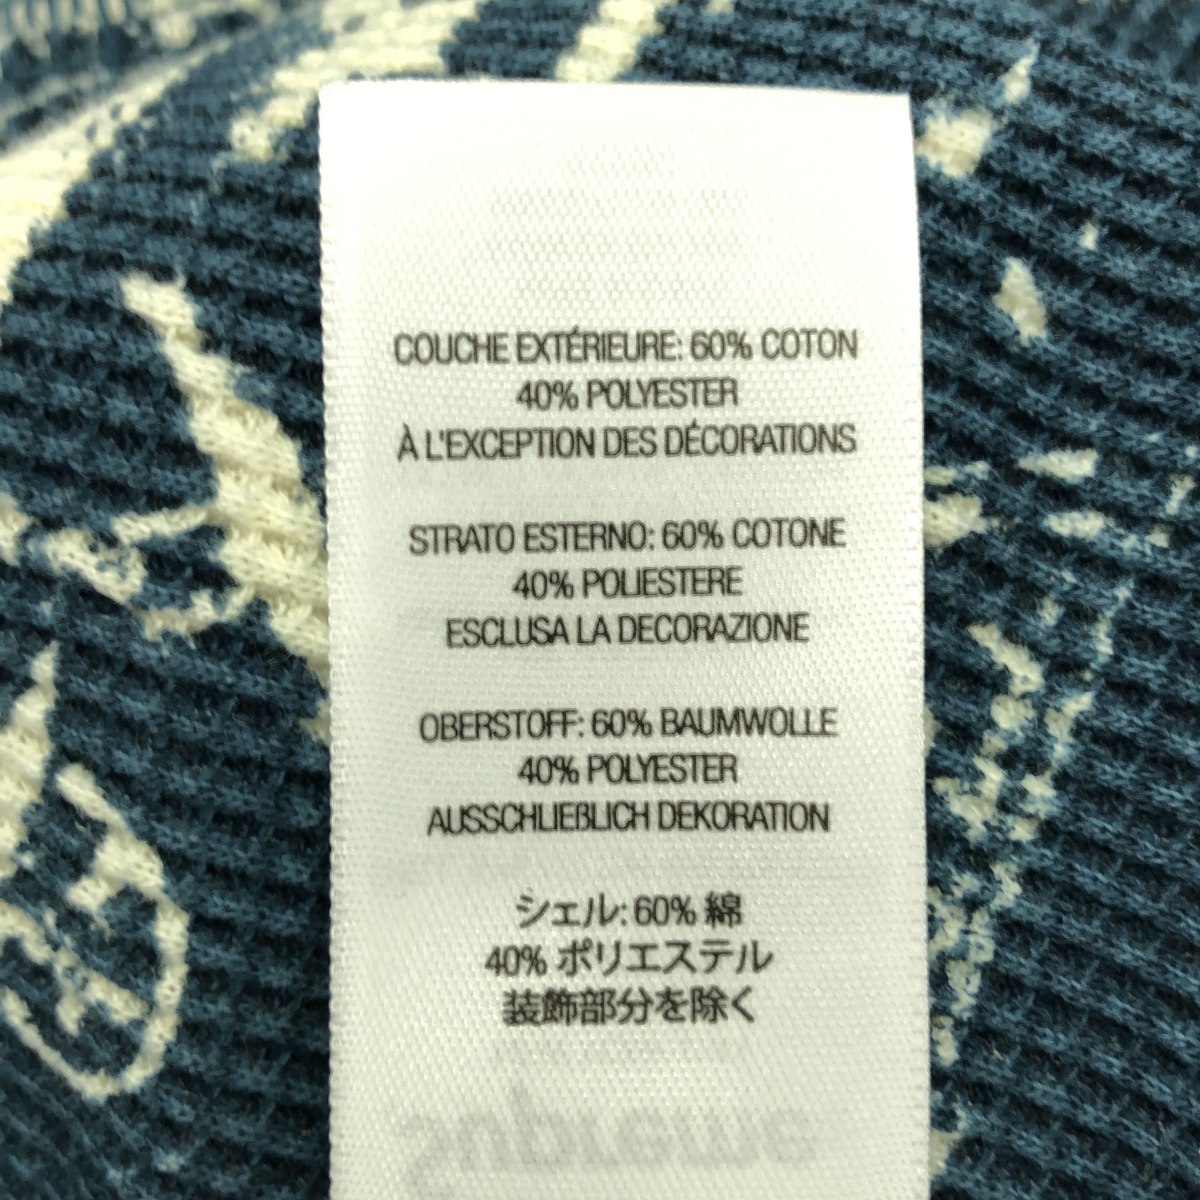 COUCHE EXTÉRIEURE: 60% COTON
40% POLYESTER
À L'EXCEPTION DES DÉCORATIONS
STRATO ESTERNO: 60% COTONE
40% POLIESTERE
ESCLUSA LA DECORAZIONE
OBERSTOFF: 60% BAUMWOLLE
40% POLYESTER
AUSSCHLIEßLICH DEKORATION
シェル: 60% 綿
40% ポリエステル
装飾部分を除く